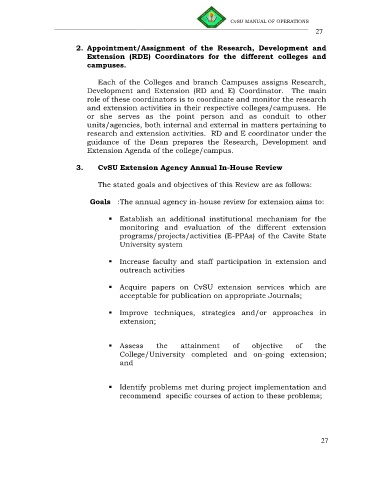 CvSU MANUAL OF OPERATIONS
27
2. Appointment/Assignment of the Research, Development and
Extension (RDE) Coordinators for the different colleges and
campuses.
Each of the Colleges and branch Campuses assigns Research,
Development and Extension (RD and E) Coordinator. The main
role of these coordinators is to coordinate and monitor the research
and extension activities in their respective colleges/campuses. He
or she serves as the point person and as conduit to other
units/agencies, both internal and external in matters pertaining to
research and extension activities. RD and E coordinator under the
guidance of the Dean prepares the Research, Development and
Extension Agenda of the college/campus.
3. CvSU Extension Agency Annual In-House Review
The stated goals and objectives of this Review are as follows:
Goals :The annual agency in-house review for extension aims to:
▪ Establish an additional institutional mechanism for the
monitoring and evaluation of the different extension
programs/projects/activities (E-PPAs) of the Cavite State
University system
▪ Increase faculty and staff participation in extension and
outreach activities
▪ Acquire papers on CvSU extension services which are
acceptable for publication on appropriate Journals;
▪ Improve techniques, strategies and/or approaches in
extension;
▪ Assess the attainment of objective of the
College/University completed and on-going extension;
and
▪ Identify problems met during project implementation and
recommend specific courses of action to these problems;
27